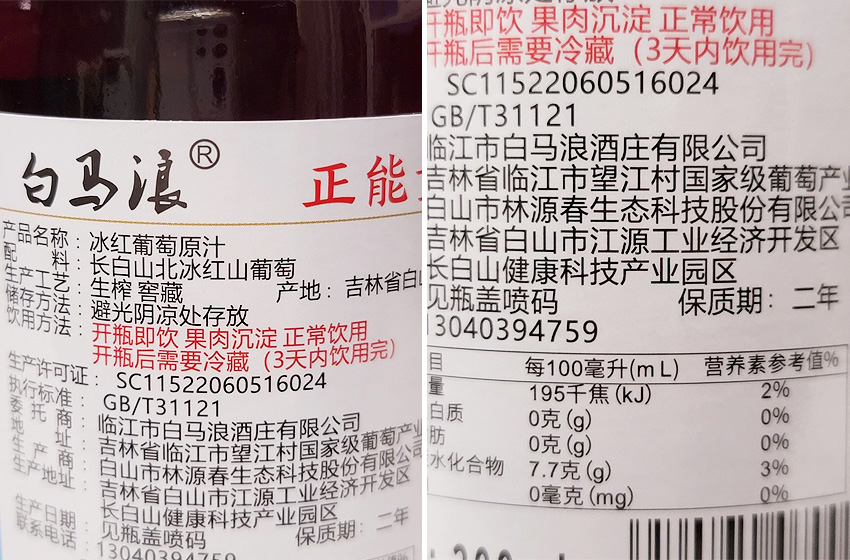 白马浪®
正能
产品名称：冰红葡萄原汁
配 料：长白山北冰红山葡萄
生产工艺：生榨 窖藏 产地：吉林省白山
储存方法：避光阴凉处存放
饮用方法：开瓶即饮 果肉沉淀 正常饮用
开瓶后需要冷藏（3天内饮用完）
生产许可证：SC11522060516024
执行标准：GB/T31121
委 托 商：临江市白马浪酒庄有限公司
地 址：吉林省临江市望江村国家级葡萄产业
生 产 商：白山市林源春生态科技股份有限公
生产地址：吉林省白山市江源工业经济开发区
长白山健康科技产业园区
生产日期：见瓶盖喷码 保质期：二年
联系电话：13040394759
开瓶即饮 果肉沉淀 正常饮用
开瓶后需要冷藏（3天内饮用完）
SC11522060516024
GB/T31121
临江市白马浪酒庄有限公司
吉林省临江市望江村国家级葡萄产业
白山市林源春生态科技股份有限公司
吉林省白山市江源工业经济开发区
长白山健康科技产业园区
见瓶盖喷码 保质期：二年
13040394759
目 每100毫升(mL) 营养素参考值%
量 195千焦(kJ) 2%
白质 0克(g) 0%
肪 0克(g) 0%
水化合物 7.7克(g) 3%
0毫克(mg) 0%